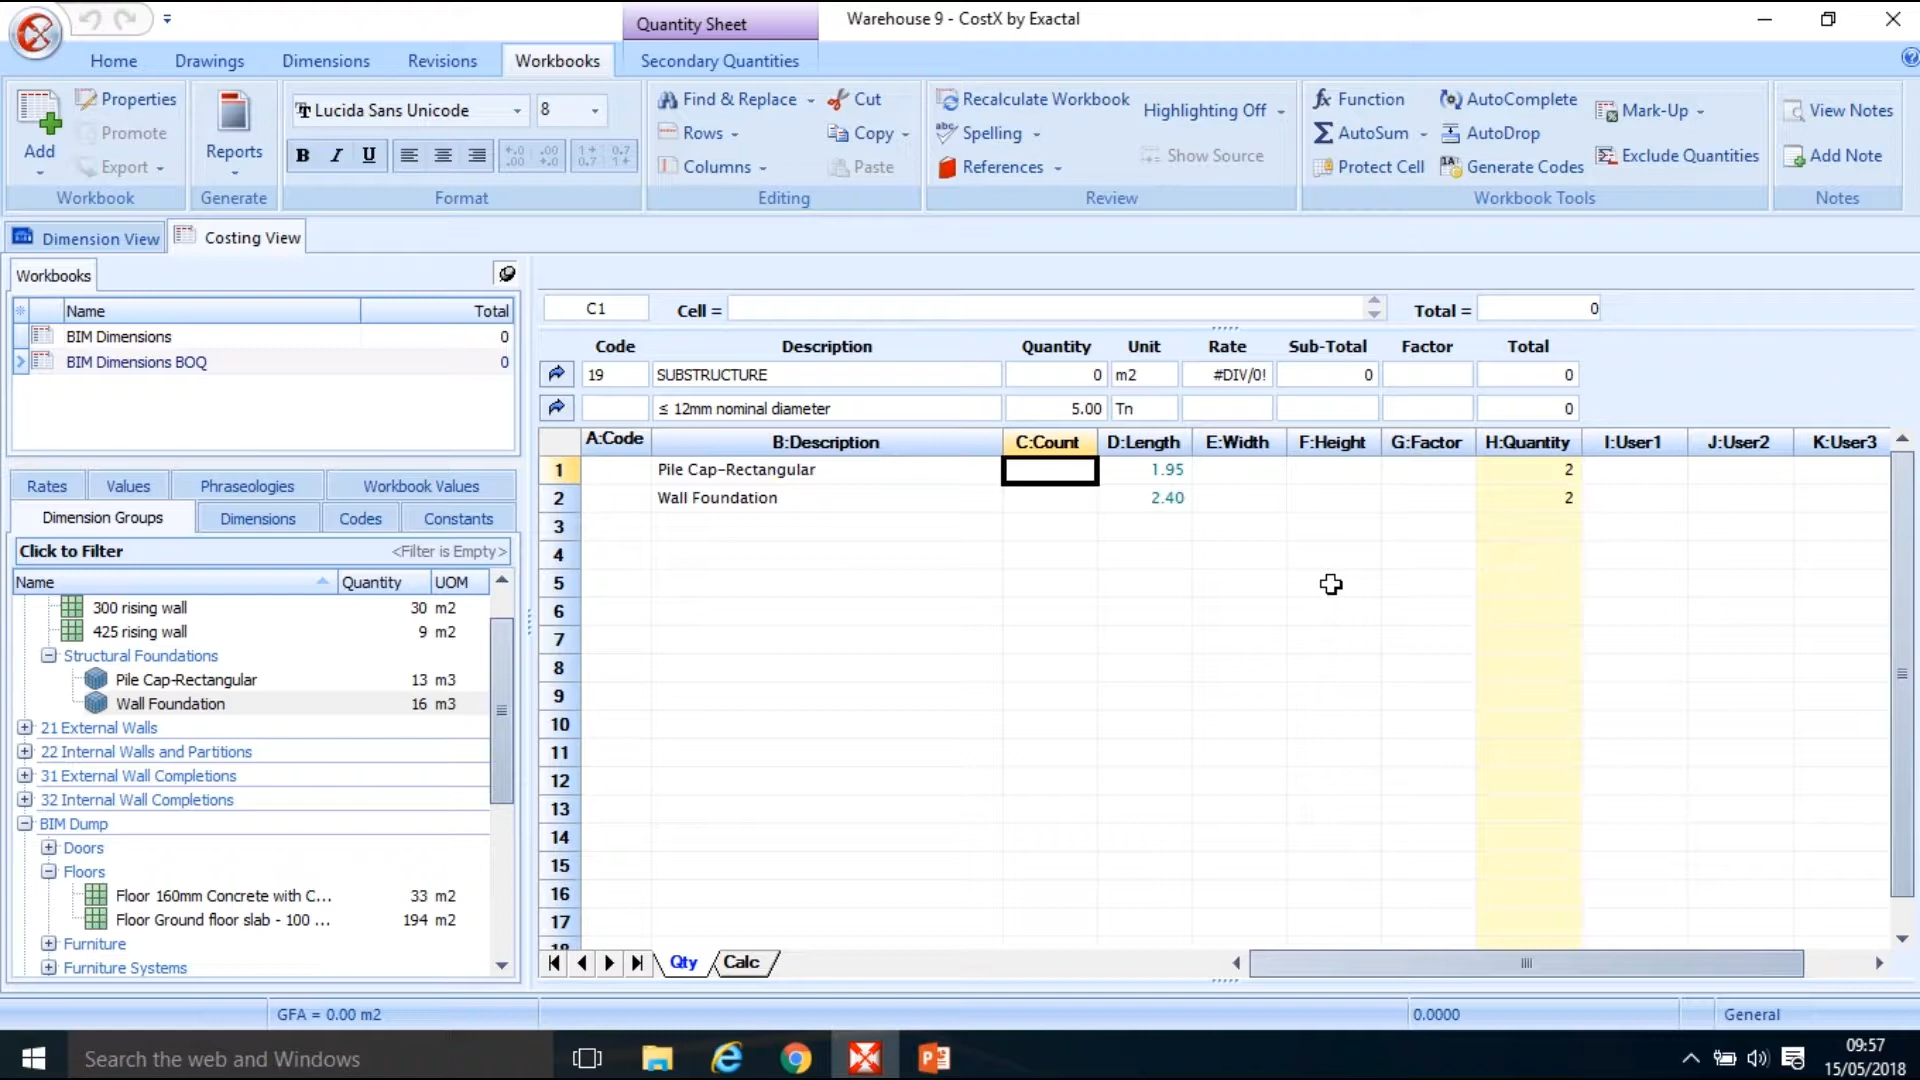 Quantity Sheet
Warehouse 9 - CostX by Exactal
Home
Drawings
Dimensions
Revisions
Workbooks
Secondary Quantities
Add
Properties
Promote
Export
Workbook
Reports
Generate
Lucida Sans Unicode
8
B I U
Format
Find & Replace
Rows
Columns
Cut
Copy
Paste
Editing
Recalculate Workbook
Spelling
References
Highlighting Off
Show Source
Review
Function
AutoSum
Protect Cell
AutoComplete
AutoDrop
Generate Codes
Mark-Up
Exclude Quantities
Workbook Tools
View Notes
Add Note
Notes
Dimension View
Costing View
Workbooks
Name Total
BIM Dimensions 0
BIM Dimensions BOQ 0
Rates
Values
Phraseologies
Workbook Values
Dimension Groups
Dimensions
Codes
Constants
Click to Filter <Filter is Empty>
Name Quantity UOM
300 rising wall 30 m2
425 rising wall 9 m2
Structural Foundations
Pile Cap-Rectangular 13 m3
Wall Foundation 16 m3
21 External Walls
22 Internal Walls and Partitions
31 External Wall Completions
32 Internal Wall Completions
BIM Dump
Doors
Floors
Floor 160mm Concrete with C... 33 m2
Floor Ground floor slab - 100 ... 194 m2
Furniture
Furniture Systems
C1 Cell = Total = 0
Code Description Quantity Unit Rate Sub-Total Factor Total
19 SUBSTRUCTURE 0 m2 #DIV/0! 0 0
≤ 12mm nominal diameter 5.00 Tn 0
A:Code B:Description C:Count D:Length E:Width F:Height G:Factor H:Quantity I:User1 J:User2 K:User3
1 Pile Cap-Rectangular 1.95 2
2 Wall Foundation 2.40 2
3
4
5
6
7
8
9
10
11
12
13
14
15
16
17
18
Qty
Calc
GFA = 0.00 m2
0.0000
General
Search the web and Windows
09:57
15/05/2018